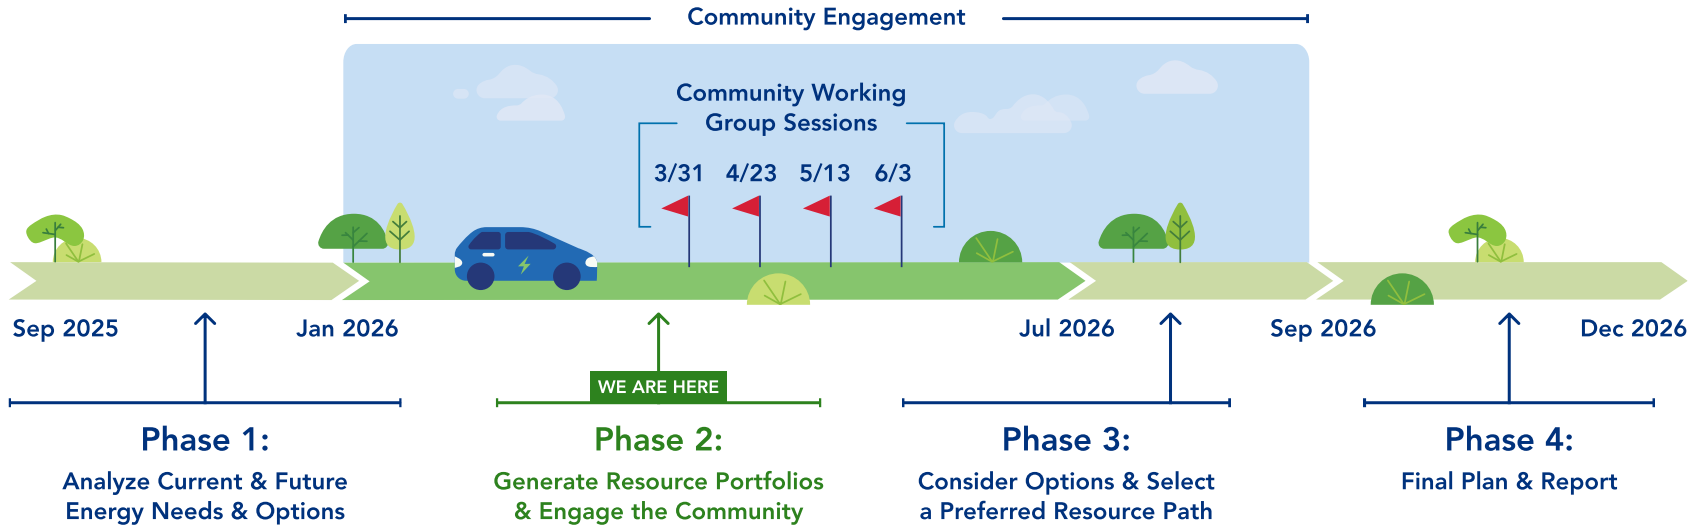 Community Engagement
Community Working
Group Sessions
3/31 4/23 5/13 6/3
Sep 2025 Jan 2026 Jul 2026 Sep 2026 Dec 2026
WE ARE HERE
Phase 1:
Analyze Current & Future
Energy Needs & Options
Phase 2:
Generate Resource Portfolios
& Engage the Community
Phase 3:
Consider Options & Select
a Preferred Resource Path
Phase 4:
Final Plan & Report